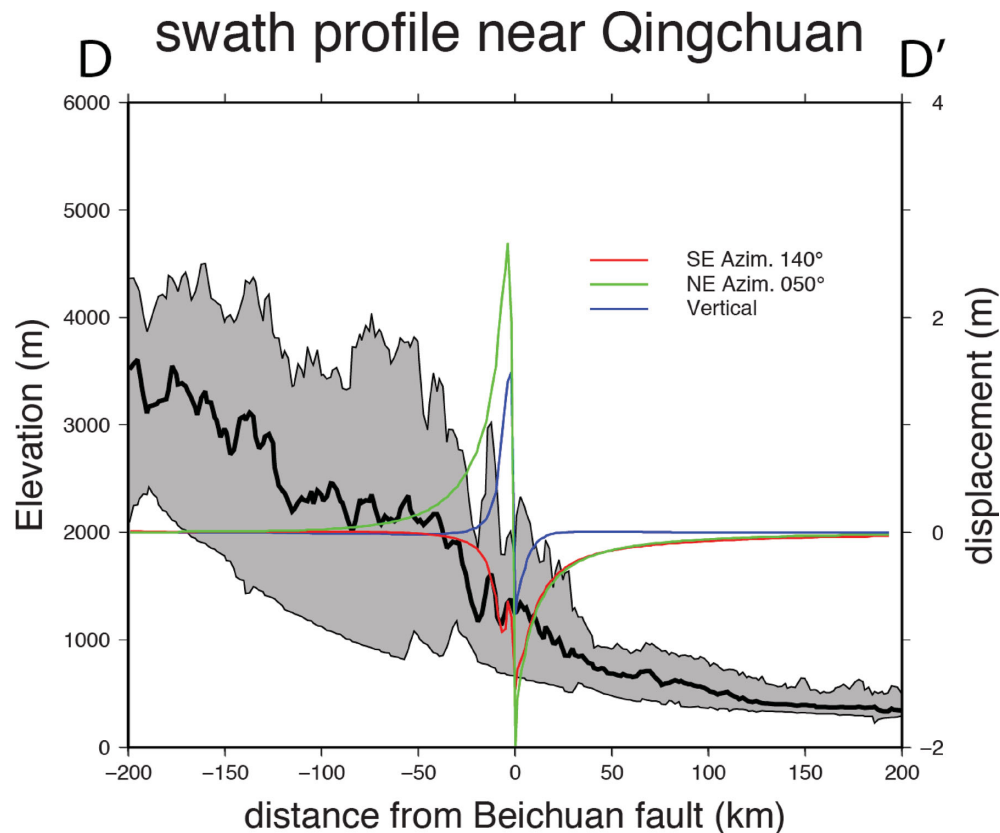 swath profile near Qingchuan
D
D′
6000
5000
4000
3000
2000
1000
0
Elevation (m)
4
2
0
−2
displacement (m)
SE Azim. 140°
NE Azim. 050°
Vertical
−200 −150 −100 −50 0 50 100 150 200
distance from Beichuan fault (km)